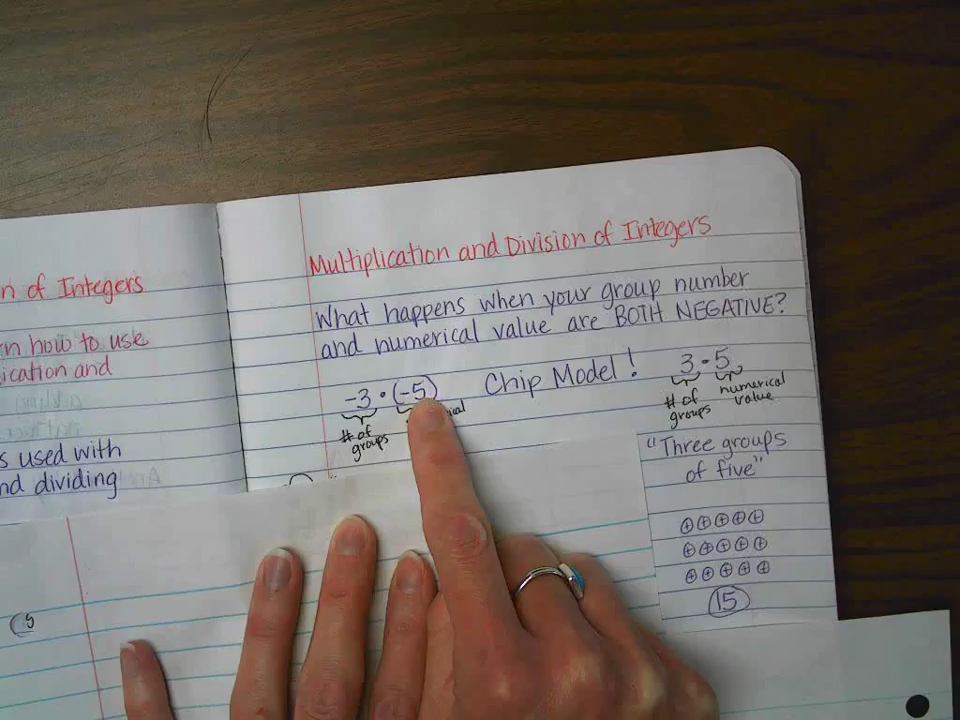 n of Integers
n how to use
ication and
s used with
nd dividing
Multiplication and Division of Integers
What happens when your group number
and numerical value are BOTH NEGATIVE?
-3 • (-5)
# of
groups
Chip Model!
3 • 5
# of
groups
numerical
value
"Three groups
of five"
+ + + + +
+ + + + +
+ + + + +
15
5